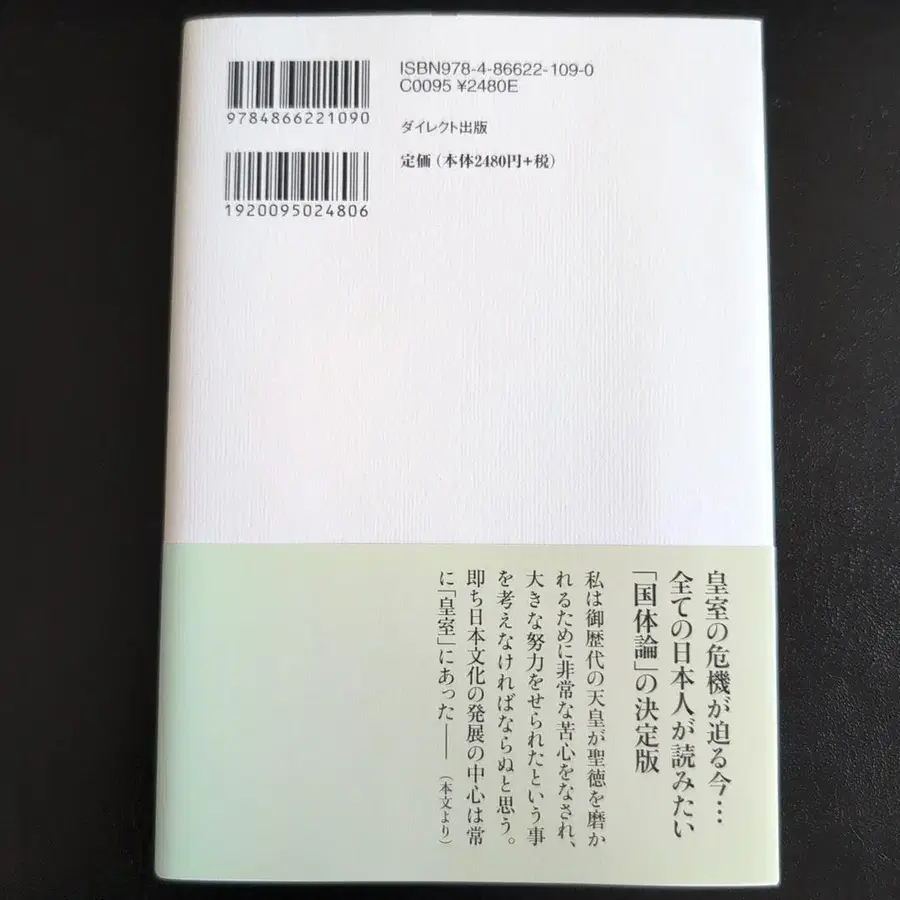 ISBN978-4-86622-109-0
C0095 ¥2480E
9784866221090
ダイレクト出版
定価（本体2480円+税）
1920095024806
皇室の危機が迫る今…
全ての日本人が読みたい
「国体論」の決定版
私は御歴代の天皇が聖徳を磨か
れるために非常な苦心をなされ、
大きな努力をせられたという事
を考えなければならぬと思う。
即ち日本文化の発展の中心は常
に「皇室」にあった――（本文より）